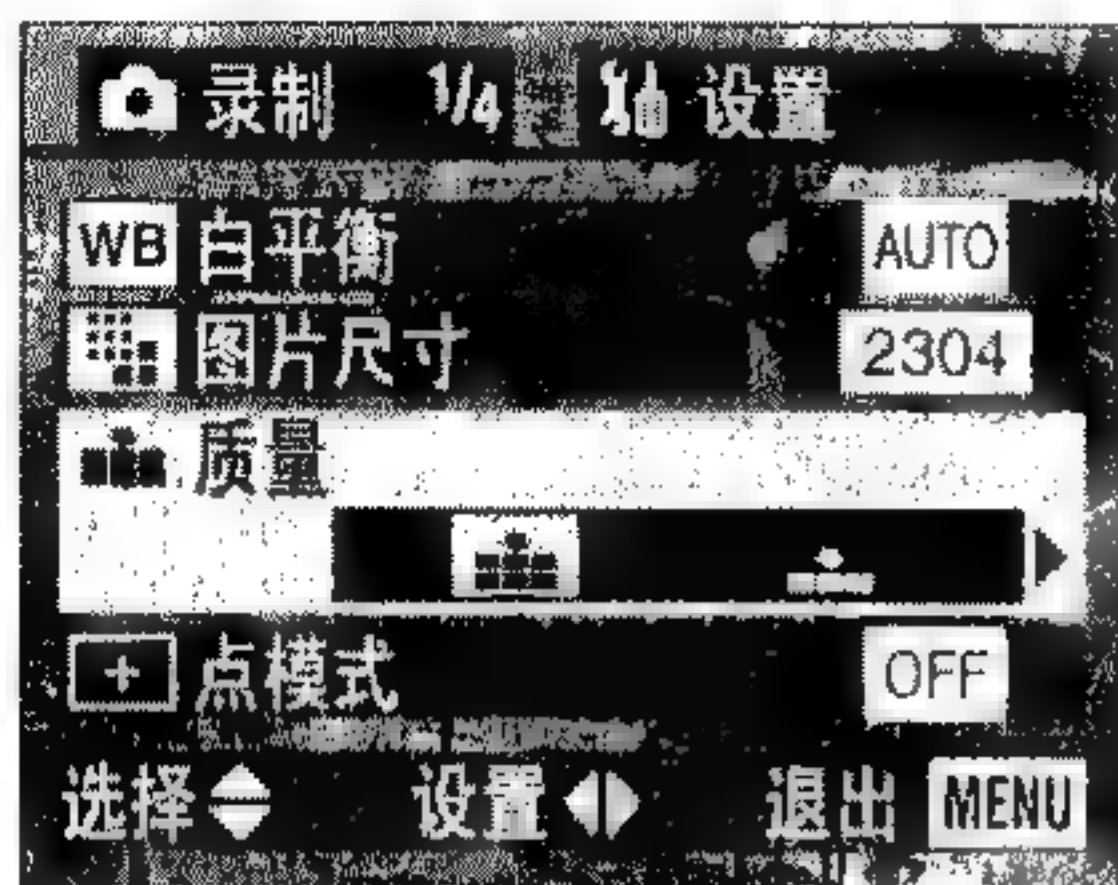 录制 1/4 设置
WB 白平衡 AUTO
图片尺寸 2304
质量
点模式 OFF
选择 设置 退出 MENU